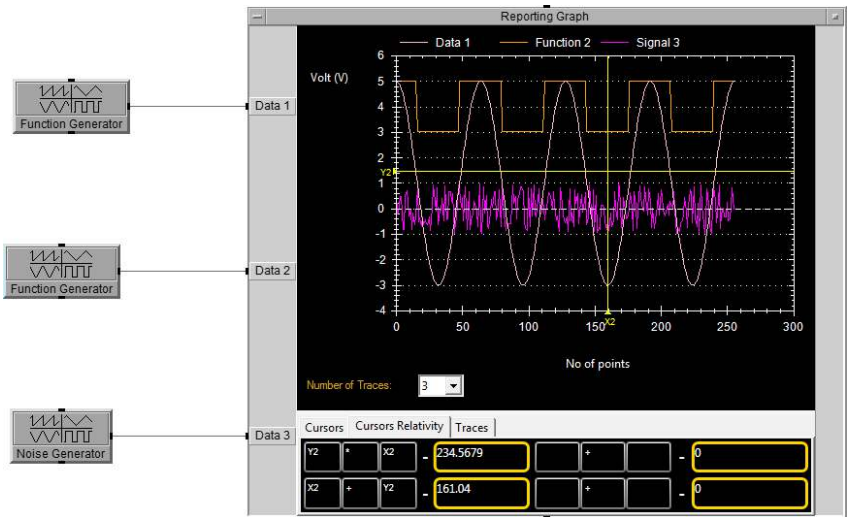 Reporting Graph
Data 1 Function 2 Signal 3
Volt (V)
6
5
4
3
2
Y2
1
0
-1
-2
-3
-4
0 50 100 150 X2 200 250 300
No of points
Number of Traces: 3
Function Generator
Data 1
Function Generator
Data 2
Noise Generator
Data 3
Cursors Cursors Relativity Traces
Y2 * X2 - 234.5679 + - 0
X2 + Y2 - 161.04 + - 0